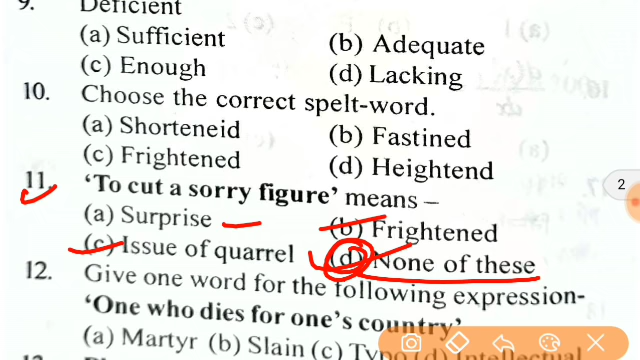 9. Deficient
(a) Sufficient (b) Adequate
(c) Enough (d) Lacking
10. Choose the correct spelt-word.
(a) Shorteneid (b) Fastined
(c) Frightened (d) Heightend
11. 'To cut a sorry figure' means –
(a) Surprise (b) Frightened
(c) Issue of quarrel (d) None of these
12. Give one word for the following expression-
'One who dies for one's country'
(a) Martyr (b) Slain (c) Typo (d) Intellectual
2